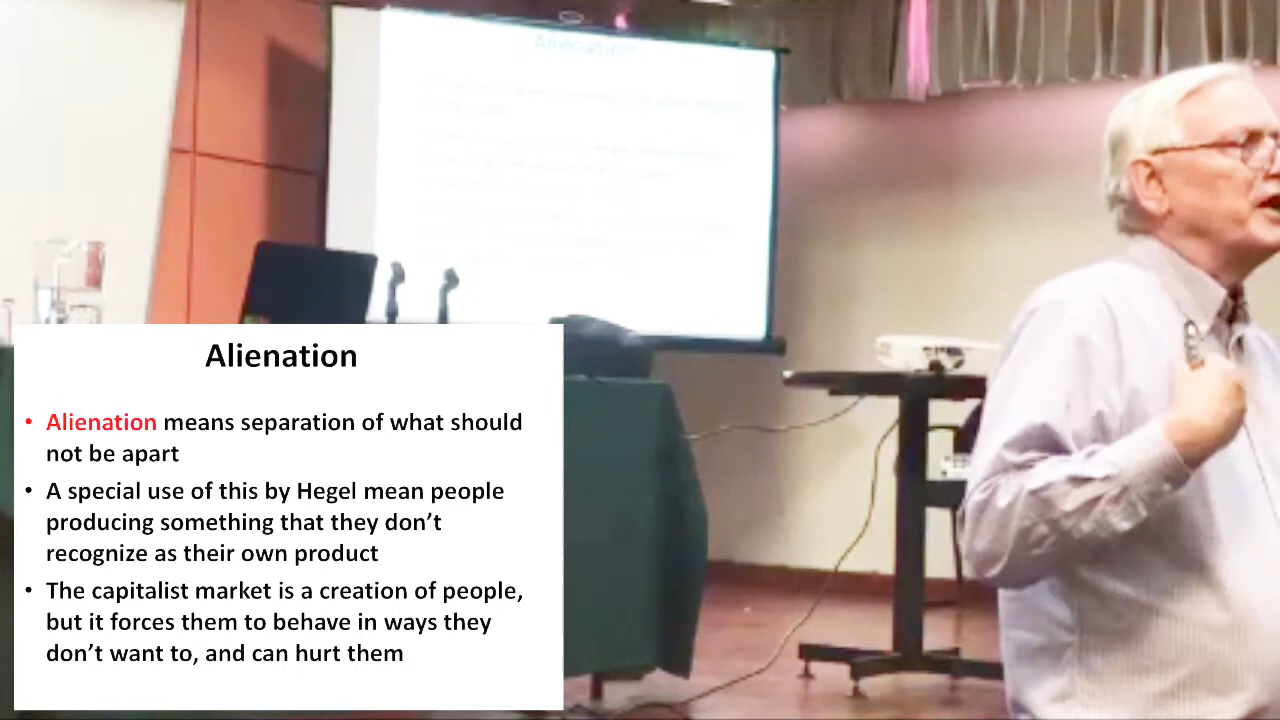 Alienation
Alienation
• Alienation means separation of what should
not be apart
• A special use of this by Hegel mean people
producing something that they don’t
recognize as their own product
• The capitalist market is a creation of people,
but it forces them to behave in ways they
don’t want to, and can hurt them